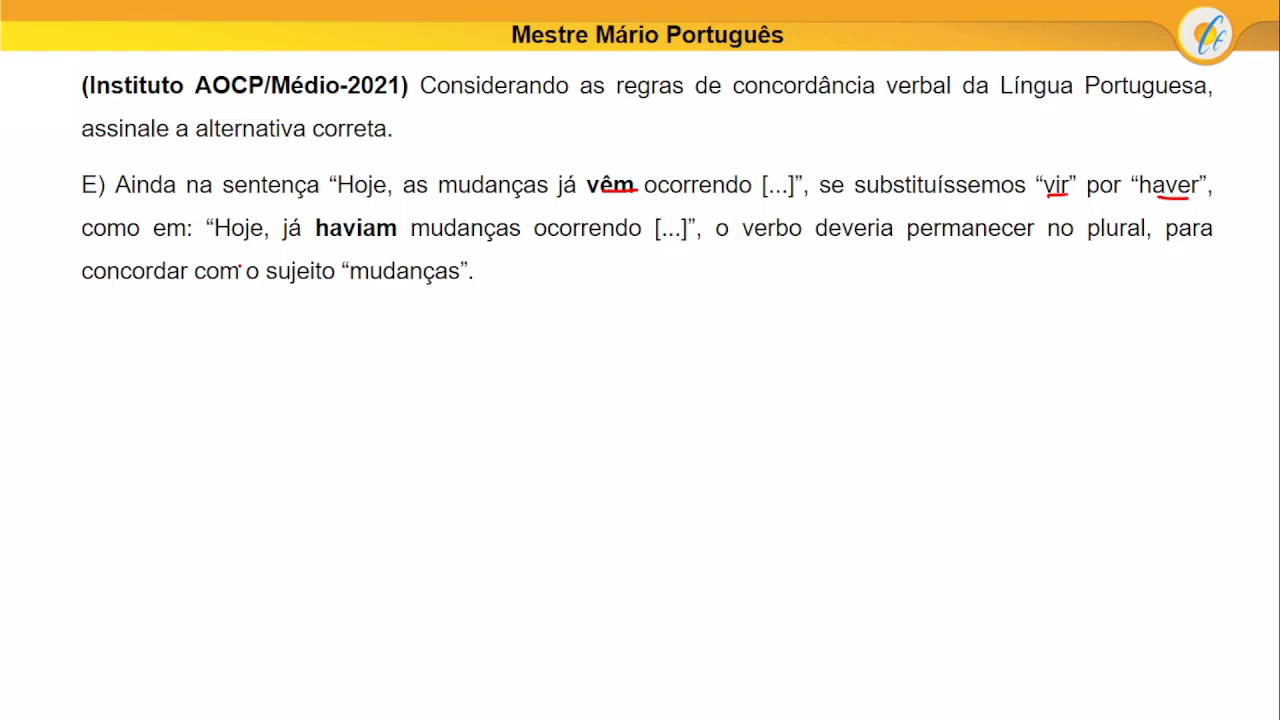 Mestre Mário Português
(Instituto AOCP/Médio-2021) Considerando as regras de concordância verbal da Língua Portuguesa,
assinale a alternativa correta.
E) Ainda na sentença “Hoje, as mudanças já vêm ocorrendo [...]”, se substituíssemos “vir” por “haver”,
como em: “Hoje, já haviam mudanças ocorrendo [...]”, o verbo deveria permanecer no plural, para
concordar com o sujeito “mudanças”.